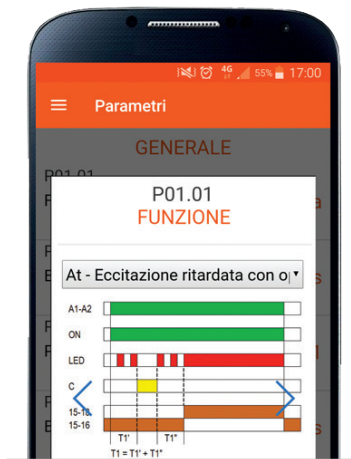 4G 55% 17:00
Parametri
GENERALE
P01.01
P01.01
FUNZIONE
At - Eccitazione ritardata con o
A1-A2
ON
LED
C
15-18
15-16
T1' T1"
T1 = T1' + T1"